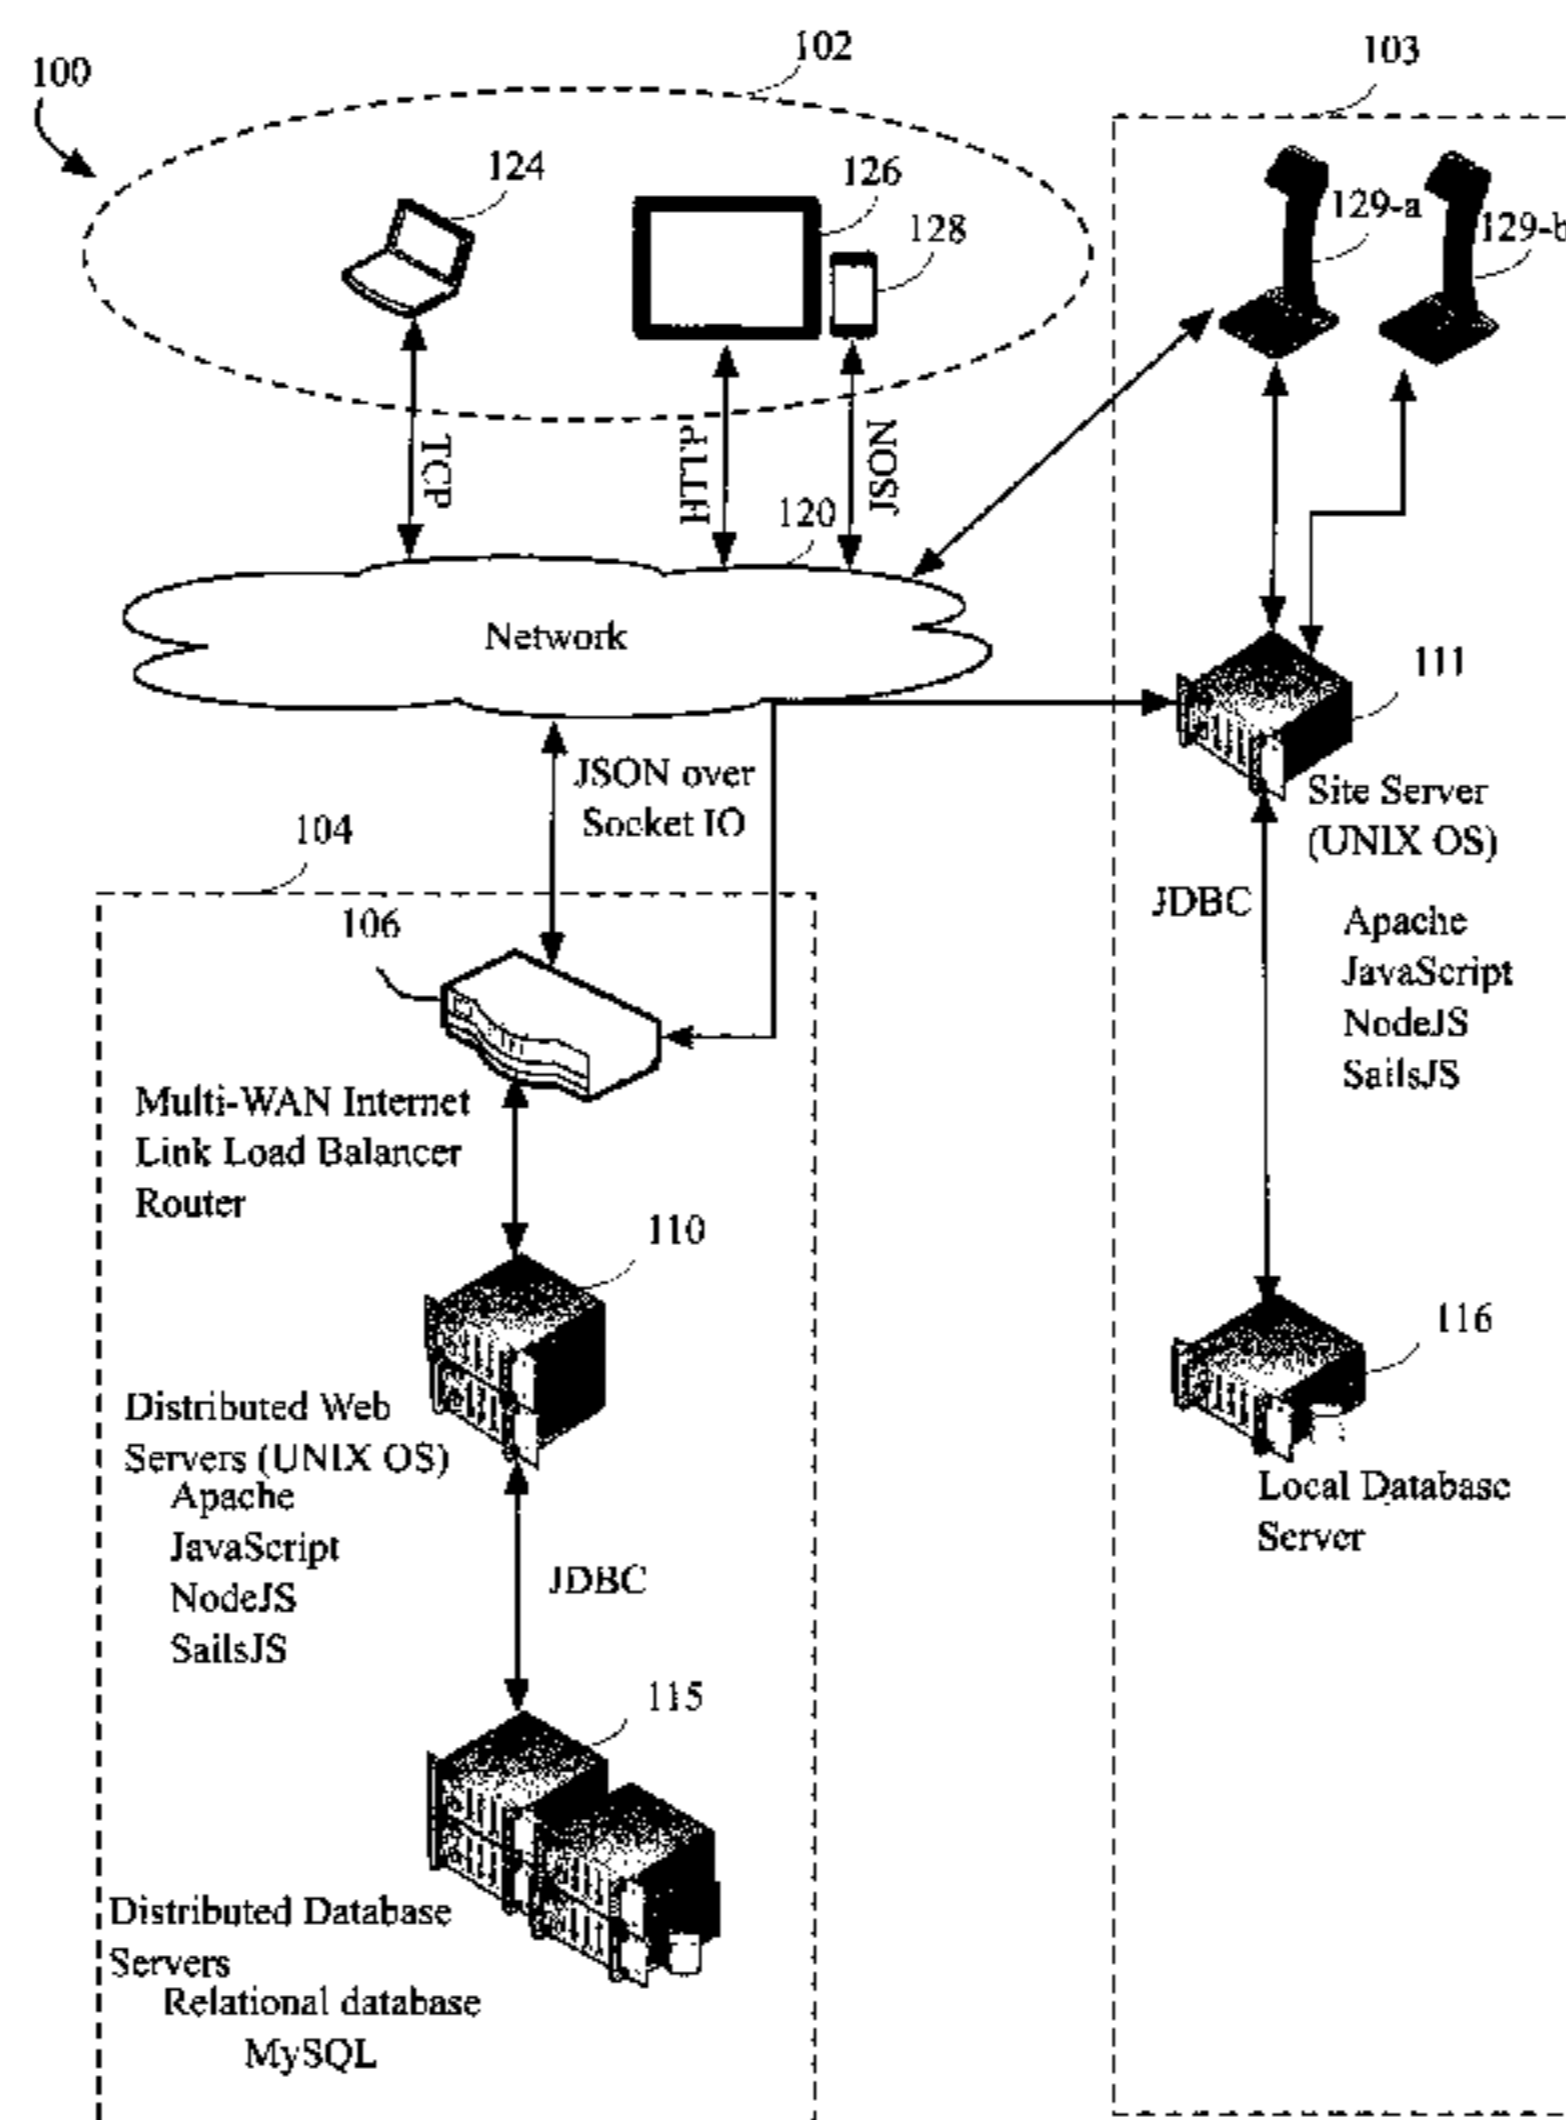 100
102
103
124
126
128
129-a
129-b
TCP
HTTP
JSON
120
Network
111
JSON over
Socket IO
Site Server
(UNIX OS)
104
JDBC
106
Apache
JavaScript
NodeJS
SailsJS
Multi-WAN Internet
Link Load Balancer
Router
110
116
Distributed Web
Servers (UNIX OS)
Apache
JavaScript
NodeJS
SailsJS
Local Database
Server
JDBC
115
Distributed Database
Servers
Relational database
MySQL